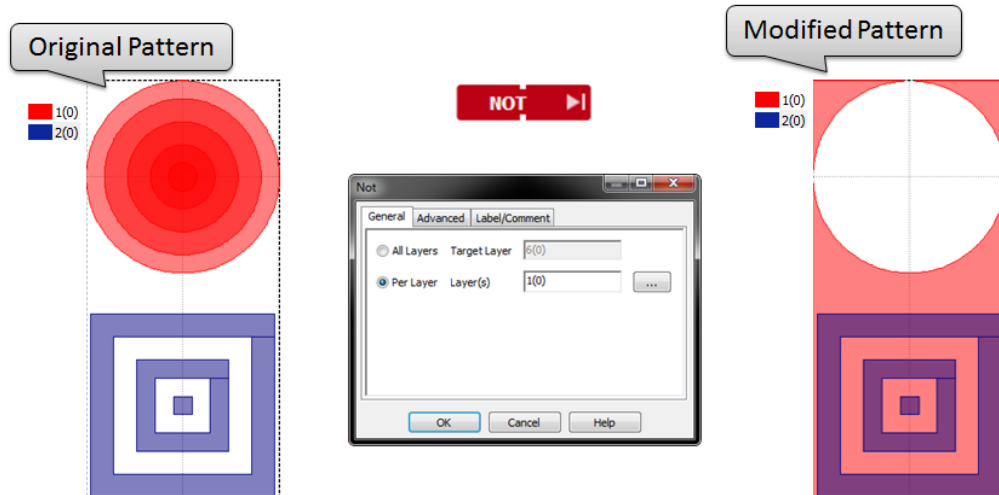 Original Pattern
1(0)
2(0)
NOT
Not
General Advanced Label/Comment
All Layers Target Layer 6(0)
Per Layer Layer(s) 1(0) ...
OK Cancel Help
Modified Pattern
1(0)
2(0)